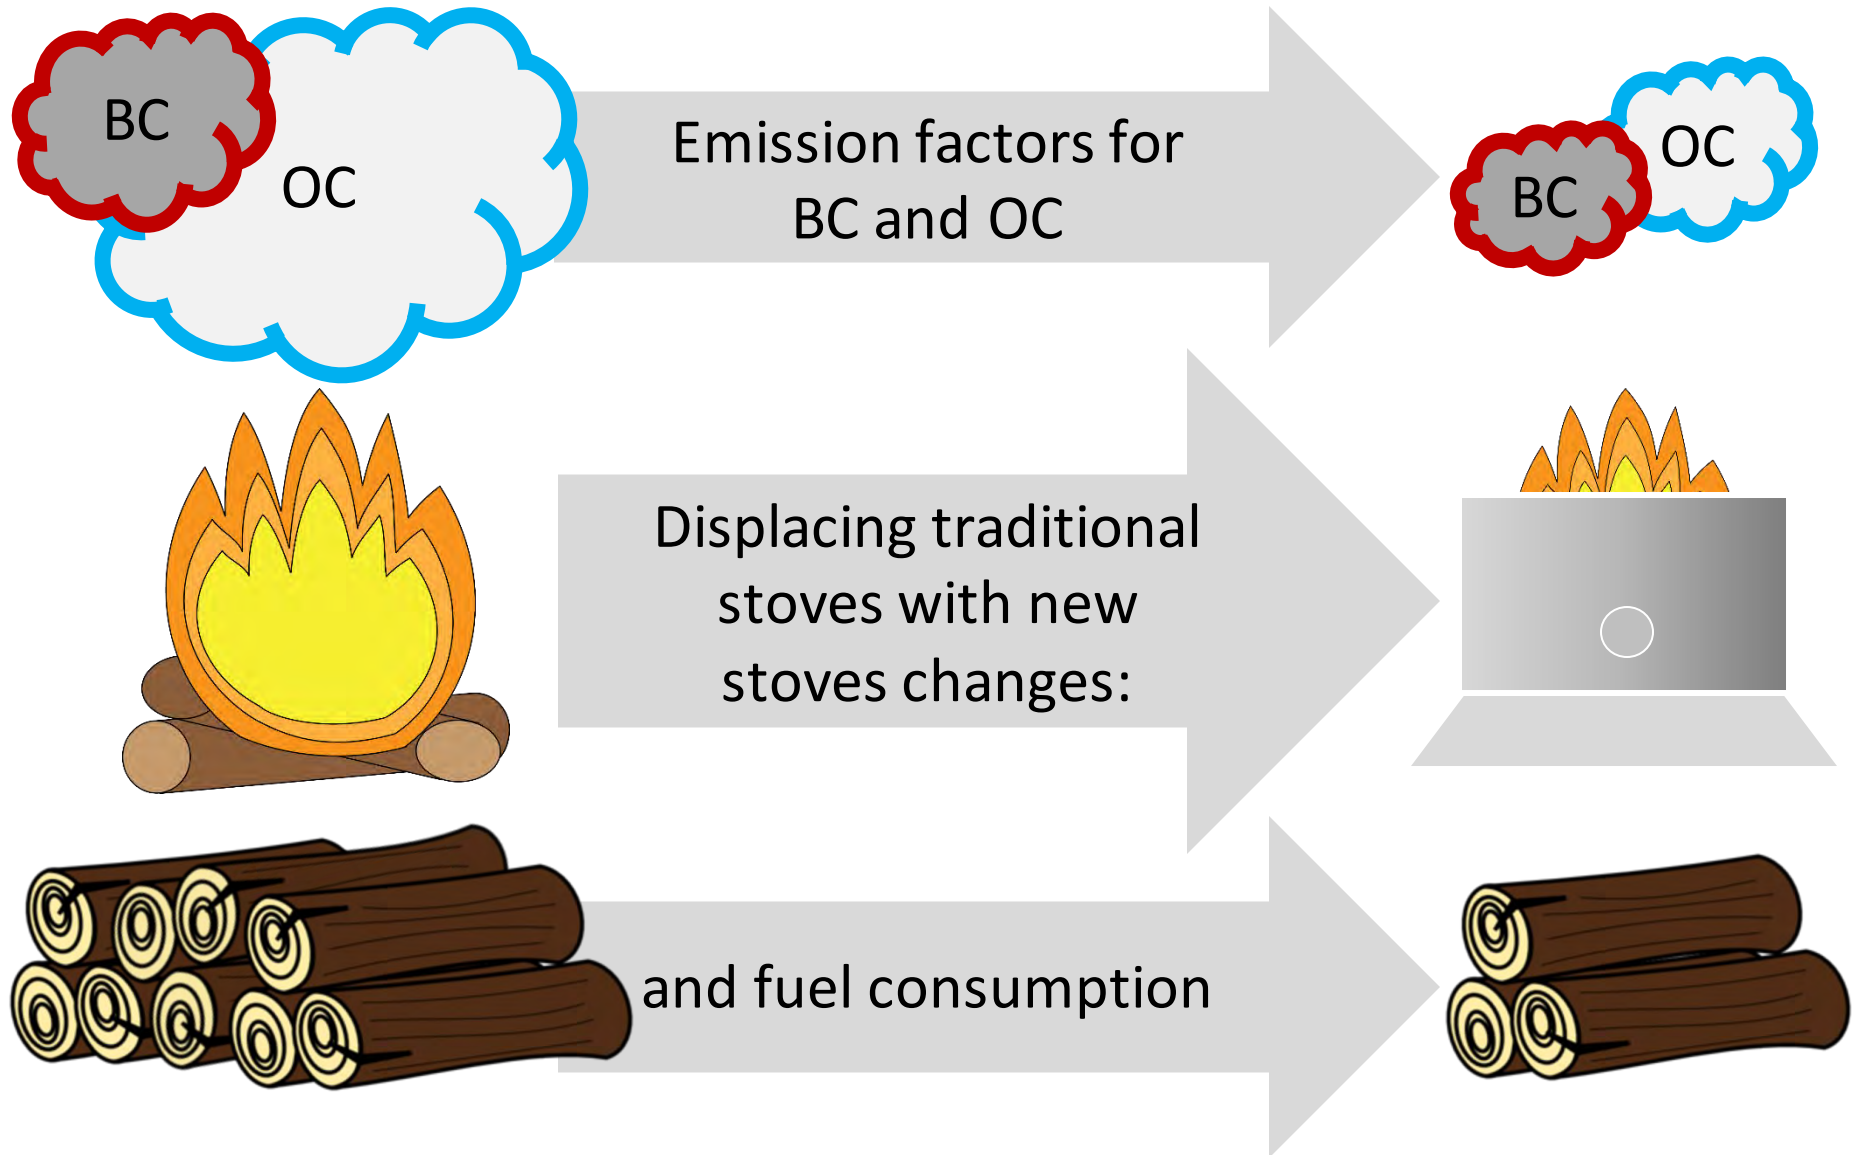 BC
OC
Emission factors for
BC and OC
OC
BC
Displacing traditional
stoves with new
stoves changes:
and fuel consumption